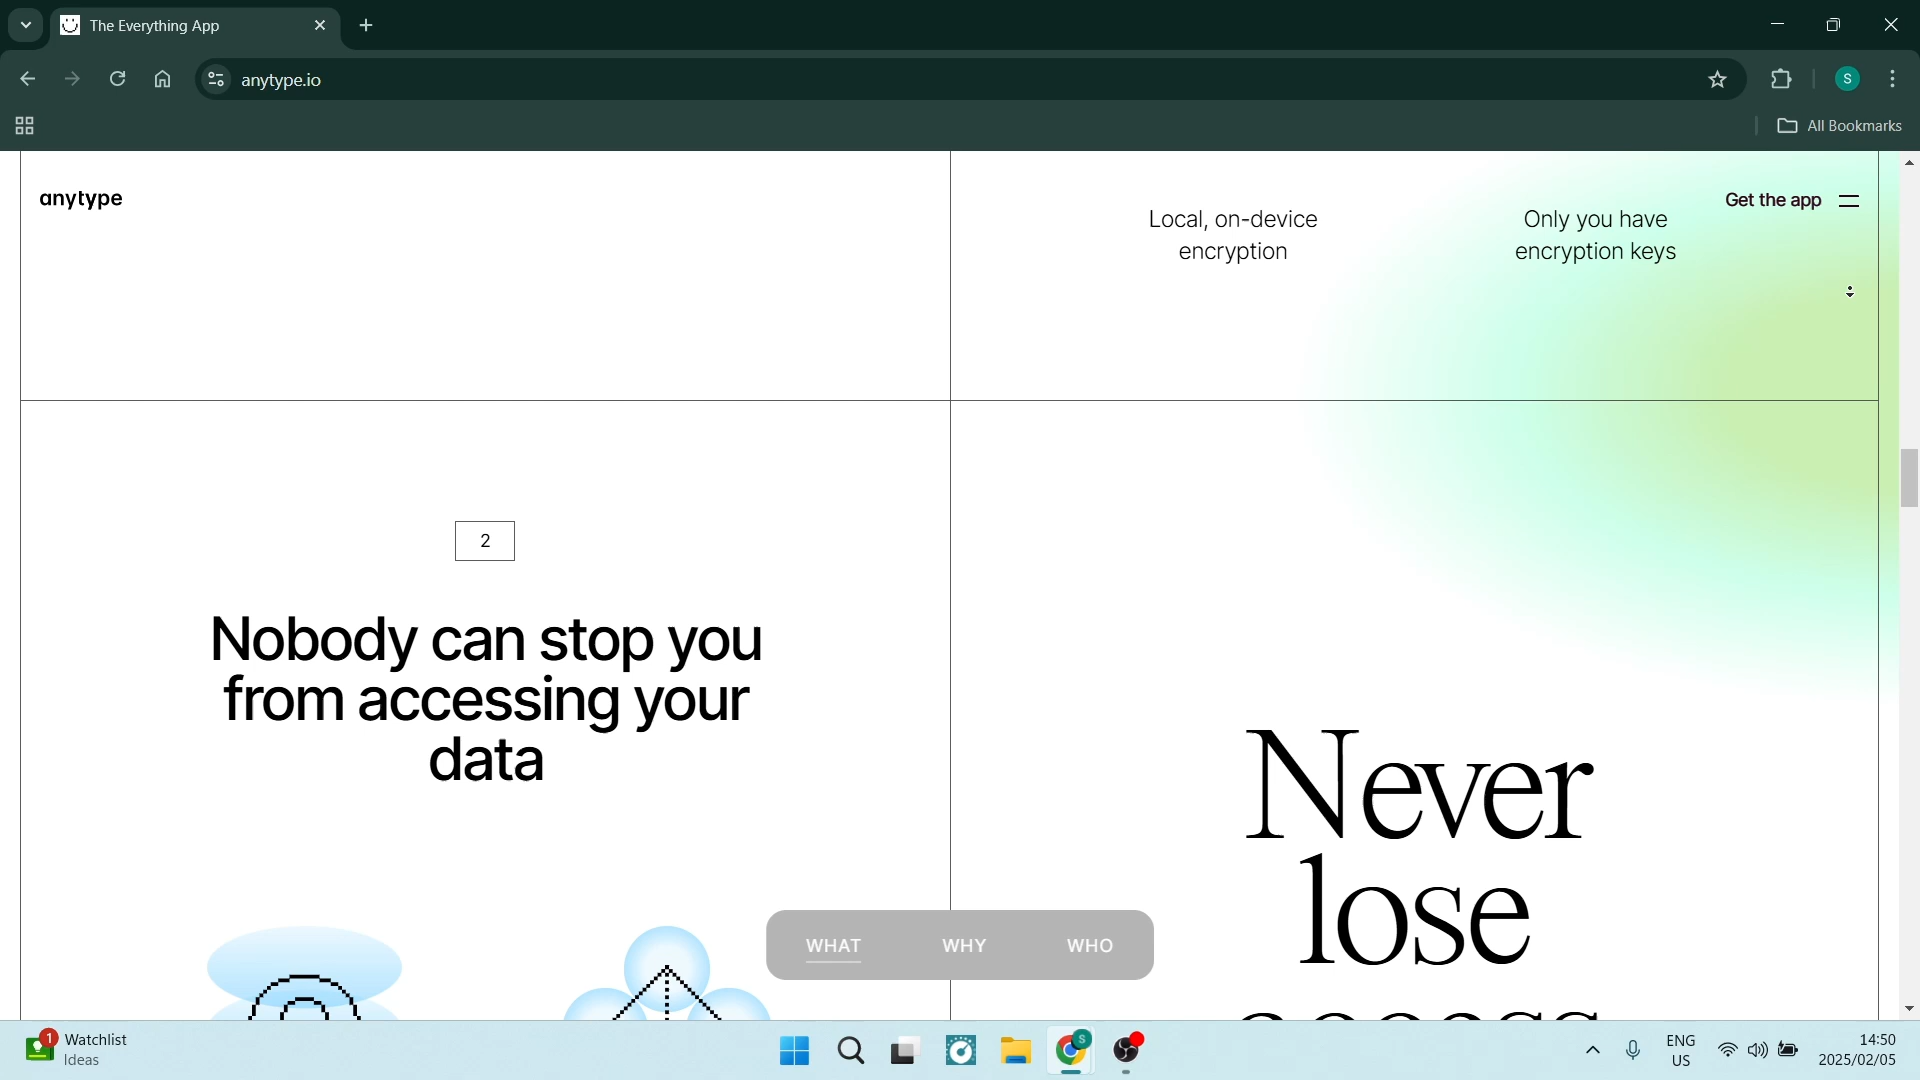 The Everything App
anytype.io
S
All Bookmarks
anytype
Get the app
Local, on-device
encryption
Only you have
encryption keys
2
Nobody can stop you
from accessing your
data
Never
lose
access
WHAT
WHY
WHO
1
Watchlist
Ideas
S
ENG
US
14:50
2025/02/05